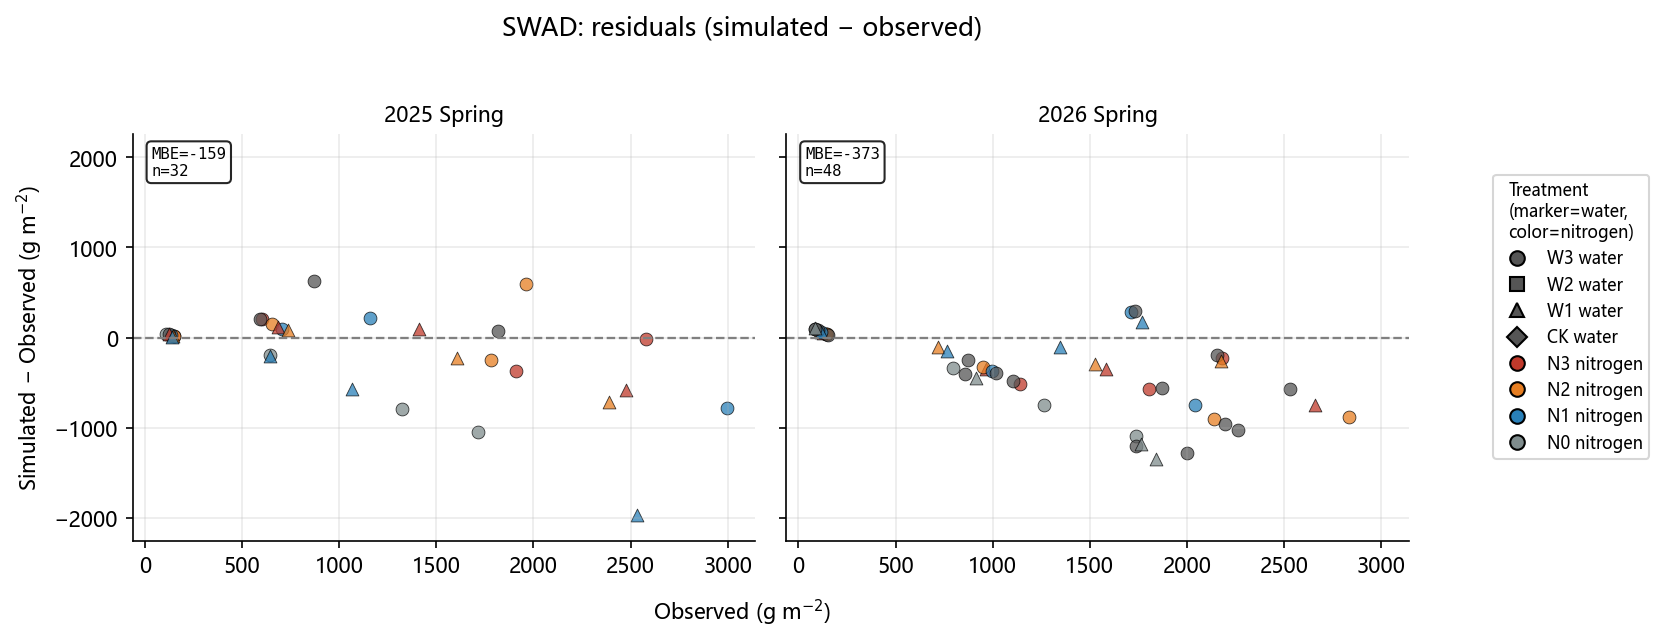 SWAD: residuals (simulated − observed)
2025 Spring
2026 Spring
MBE=-159
n=32
MBE=-373
n=48
2000
1000
0
−1000
−2000
Simulated − Observed (g m⁻²)
0 500 1000 1500 2000 2500 3000
0 500 1000 1500 2000 2500 3000
Observed (g m⁻²)
Treatment
(marker=water,
color=nitrogen)
W3 water
W2 water
W1 water
CK water
N3 nitrogen
N2 nitrogen
N1 nitrogen
N0 nitrogen